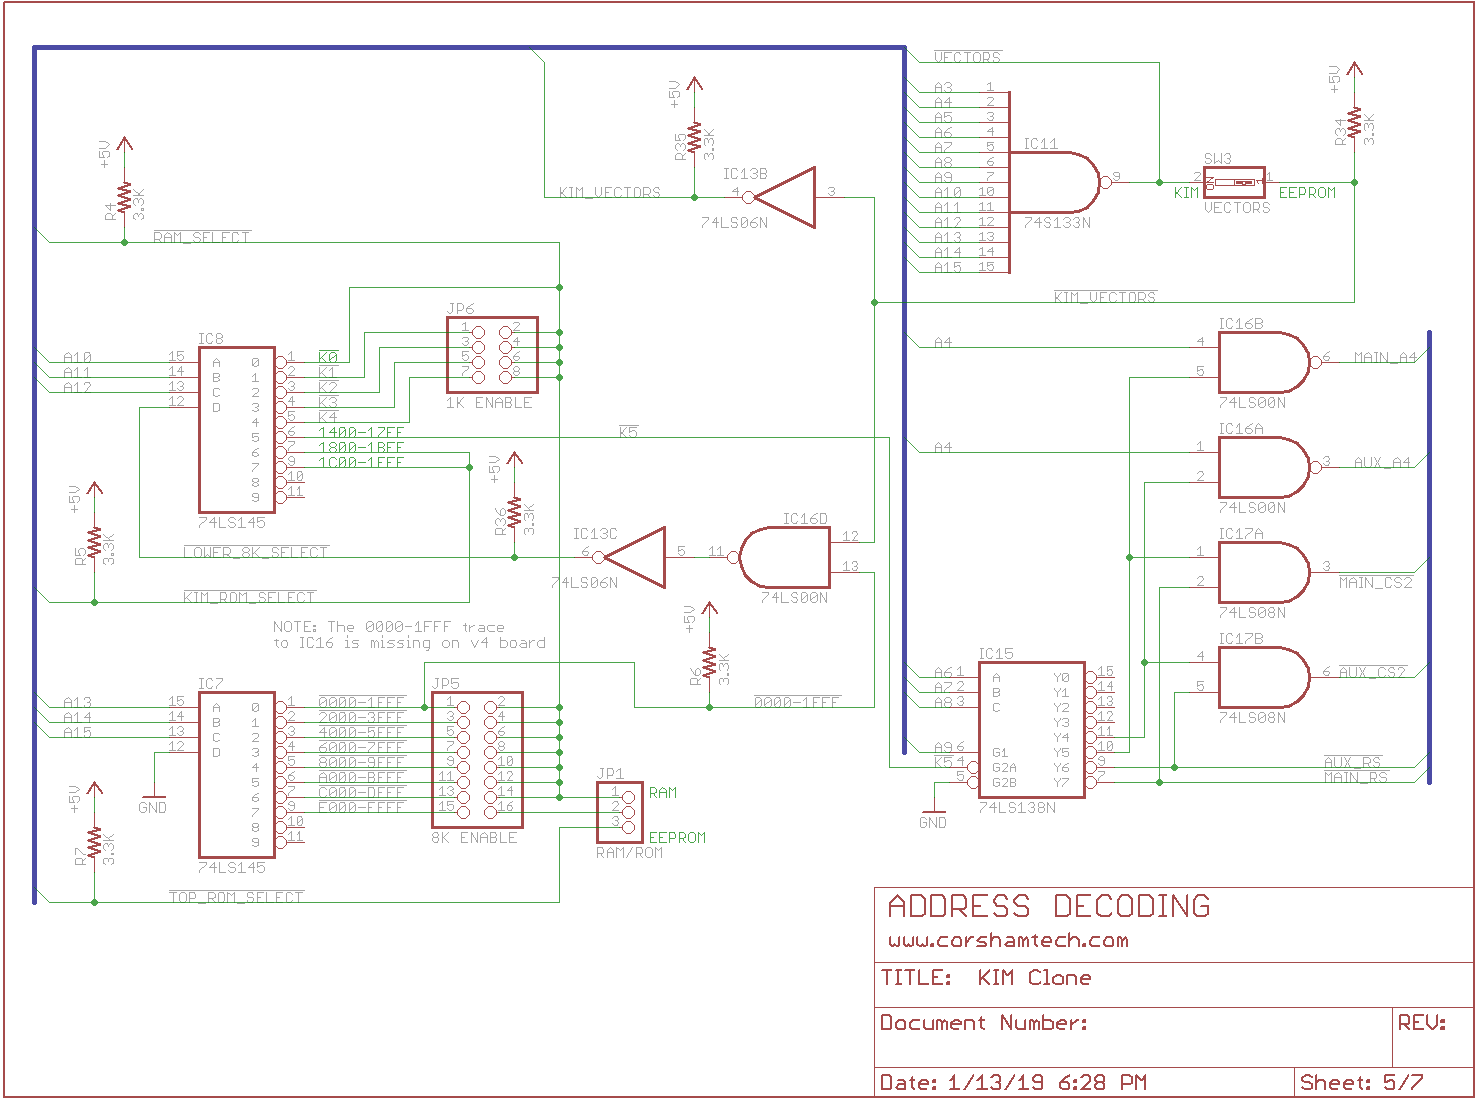 VECTORS
A3 1
A4 2
A5 3
A6 4
A7 5
A8 6
A9 7
A10 10
A11 11
A12 12
A13 13
A14 14
A15 15
IC11
9
74S133N
SW3
2 ON 1
KIM
EEPROM
VECTORS
+5V
R34
3.3K
KIM_VECTORS
+5V
R35
3.3K
IC13B
KIM_VECTORS
4
3
74LS06N
+5V
R4
3.3K
RAM_SELECT
JP6
1 2
3 4
5 6
7 8
1K ENABLE
IC8
A10 15 A 0 1 K0
A11 14 B 1 2 K1
A12 13 C 2 3 K2
12 D 3 4 K3
4 5 K4
5 6 1400-17FF
6 7 1800-1BFF
7 9 1C00-1FFF
8 10
9 11
74LS145
K5
+5V
R5
3.3K
LOWER_8K_SELECT
KIM_ROM_SELECT
+5V
R36
3.3K
IC13C
6
5
74LS06N
IC16D
11
12
13
74LS00N
NOTE: The 0000-1FFF trace
to IC16 is missing on v4 board
+5V
R6
3.3K
0000-1FFF
IC7
A13 15 A 0 1 0000-1FFF
A14 14 B 1 2 2000-3FFF
A15 13 C 2 3 4000-5FFF
12 D 3 4 6000-7FFF
4 5 8000-9FFF
5 6 A000-BFFF
6 7 C000-DFFF
7 9 E000-FFFF
8 10
9 11
74LS145
GND
JP5
1 2
3 4
5 6
7 8
9 10
11 12
13 14
15 16
8K ENABLE
JP1
1 RAM
2
3 EEPROM
RAM/ROM
+5V
R7
3.3K
TOP_ROM_SELECT
IC16B
A4 4
5
6 MAIN_A4
74LS00N
IC16A
A4 1
2
3 AUX_A4
74LS00N
IC17A
1
2
3
MAIN_CS2
74LS08N
IC17B
4
5
6 AUX_CS2
74LS08N
IC15
A6 1 A Y0 15
A7 2 B Y1 14
A8 3 C Y2 13
Y3 12
Y4 11
A9 6 G1 Y5 10
K5 4 G2A Y6 9
5 G2B Y7 7
74LS138N
GND
AUX_RS
MAIN_RS
ADDRESS DECODING
www.corshamtech.com
TITLE: KIM Clone
Document Number:
REV:
Date: 1/13/19 6:28 PM
Sheet: 5/7